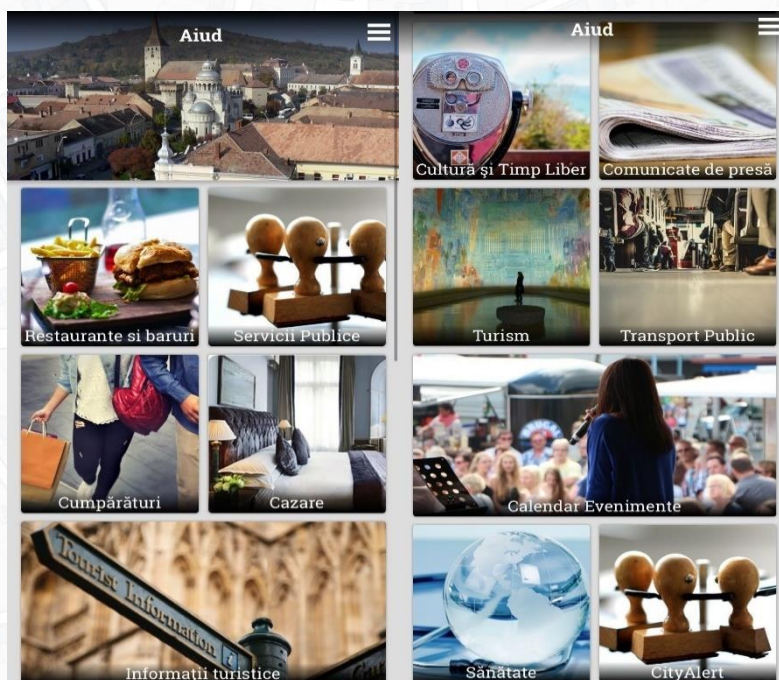 Aiud
Restaurante si baruri
Servicii Publice
Cumpărături
Cazare
Tourist Information i
Informații turistice
Aiud
Cultură și Timp Liber
Comunicate de presă
Turism
Transport Public
Calendar Evenimente
Sănătate
CityAlert